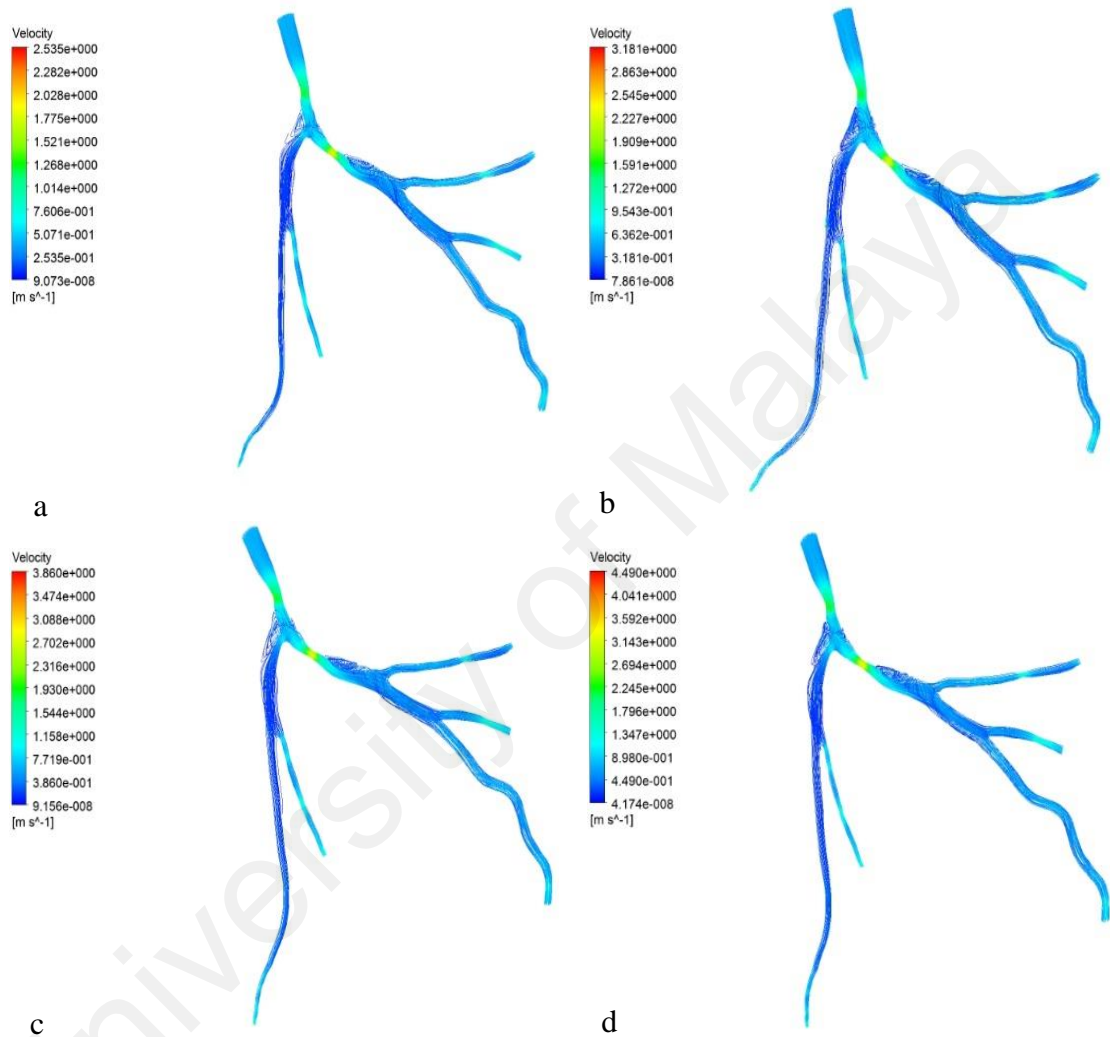 Velocity
2.535e+000
2.282e+000
2.028e+000
1.775e+000
1.521e+000
1.268e+000
1.014e+000
7.606e-001
5.071e-001
2.535e-001
9.073e-008
[m s^-1]
a
Velocity
3.181e+000
2.863e+000
2.545e+000
2.227e+000
1.909e+000
1.591e+000
1.272e+000
9.543e-001
6.362e-001
3.181e-001
7.861e-008
[m s^-1]
b
Velocity
3.860e+000
3.474e+000
3.088e+000
2.702e+000
2.316e+000
1.930e+000
1.544e+000
1.158e+000
7.719e-001
3.860e-001
9.156e-008
[m s^-1]
c
Velocity
4.490e+000
4.041e+000
3.592e+000
3.143e+000
2.694e+000
2.245e+000
1.796e+000
1.347e+000
8.980e-001
4.490e-001
4.174e-008
[m s^-1]
d
niversity of Malaya